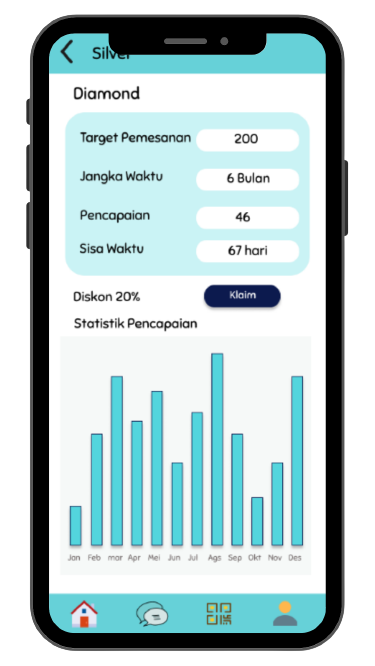 Silver
Diamond
Target Pemesanan 200
Jangka Waktu 6 Bulan
Pencapaian 46
Sisa Waktu 67 hari
Diskon 20% Klaim
Statistik Pencapaian
Jan Feb mar Apr Mei Jun Jul Ags Sep Okt Nov Des